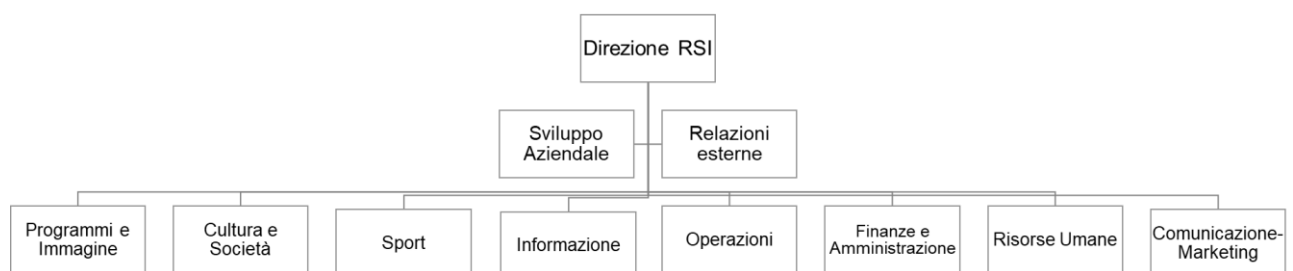 Direzione RSI
Sviluppo
Aziendale
Relazioni
esterne
Programmi e
Immagine
Cultura e
Società
Sport
Informazione
Operazioni
Finanze e
Amministrazione
Risorse Umane
Comunicazione-
Marketing